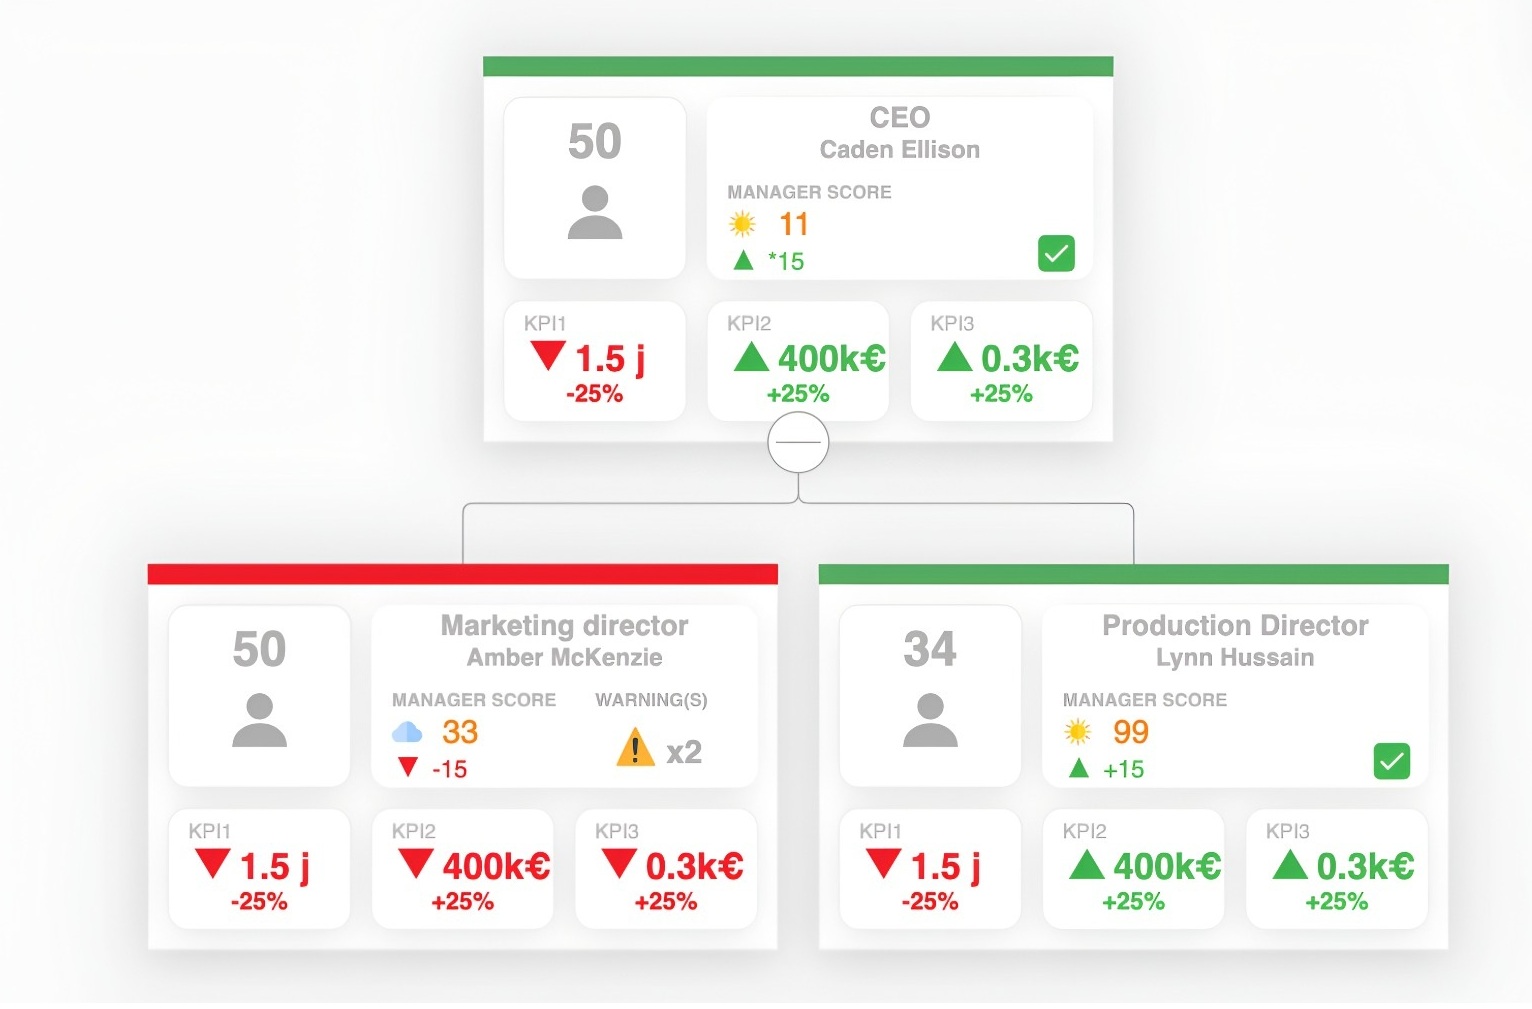 50
CEO
Caden Ellison
MANAGER SCORE
11
*15
KPI1
1.5 j
-25%
KPI2
400k€
+25%
KPI3
0.3k€
+25%
50
Marketing director
Amber McKenzie
MANAGER SCORE
33
-15
WARNING(S)
x2
KPI1
1.5 j
-25%
KPI2
400k€
+25%
KPI3
0.3k€
+25%
34
Production Director
Lynn Hussain
MANAGER SCORE
99
+15
KPI1
1.5 j
-25%
KPI2
400k€
+25%
KPI3
0.3k€
+25%